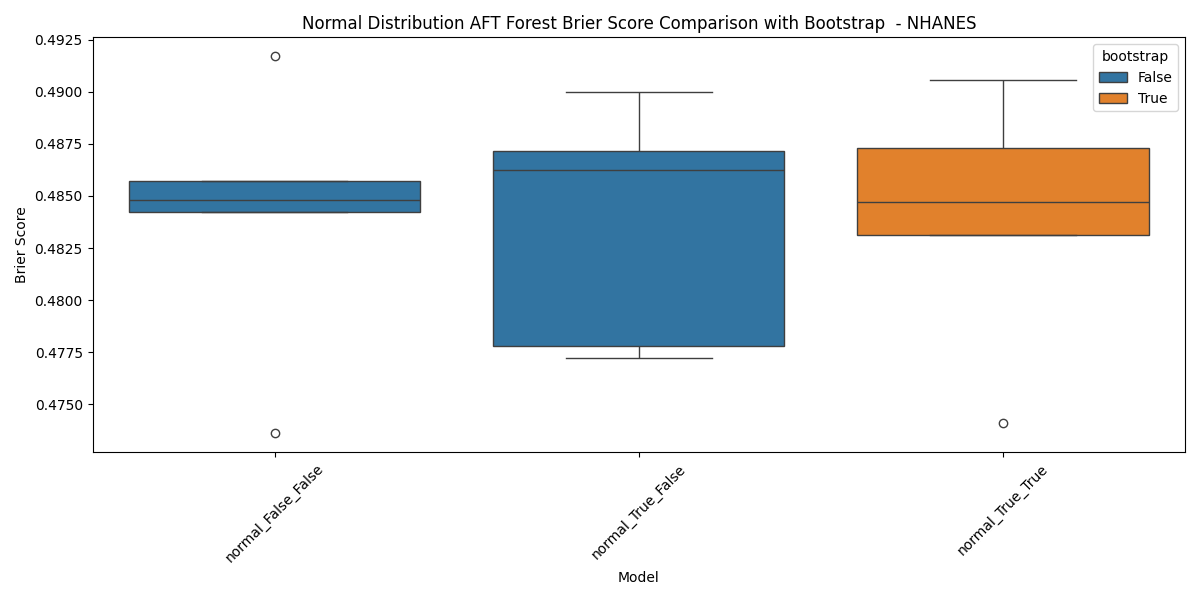 Normal Distribution AFT Forest Brier Score Comparison with Bootstrap  - NHANES
bootstrap
False
True
Brier Score
0.4925
0.4900
0.4875
0.4850
0.4825
0.4800
0.4775
0.4750
normal_False_False
normal_True_False
normal_True_True
Model